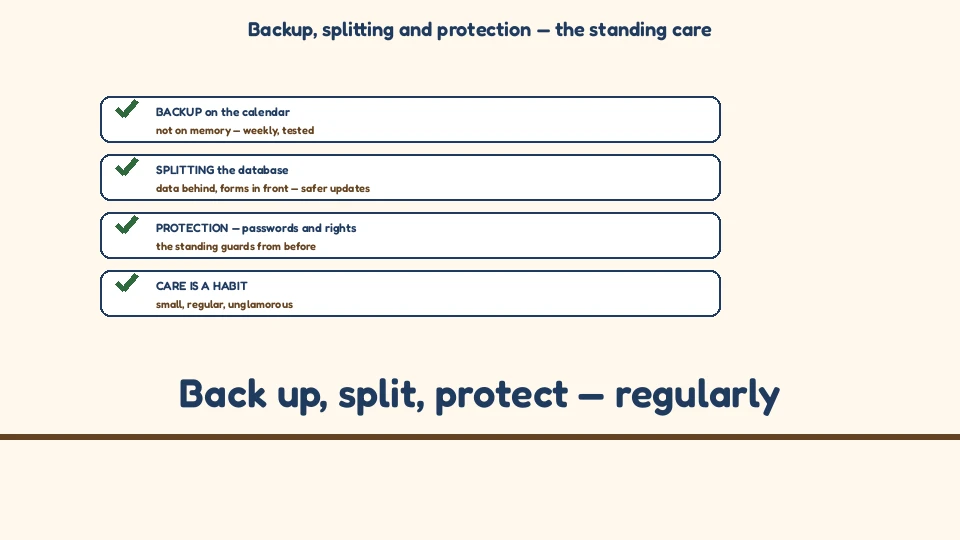 Backup, splitting and protection — the standing care
BACKUP on the calendar
not on memory — weekly, tested
SPLITTING the database
data behind, forms in front — safer updates
PROTECTION — passwords and rights
the standing guards from before
CARE IS A HABIT
small, regular, unglamorous
Back up, split, protect — regularly